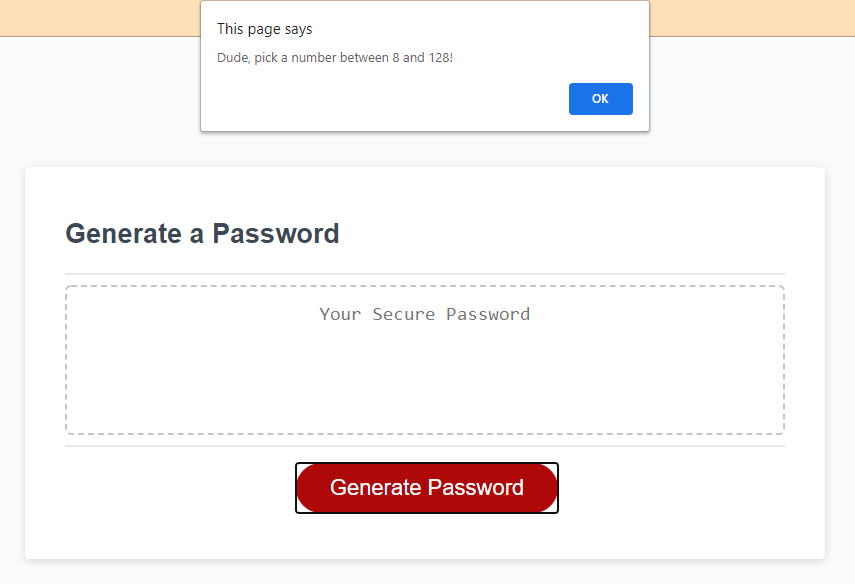 This page says
Dude, pick a number between 8 and 128!
OK
Generate a Password
Your Secure Password
Generate Password